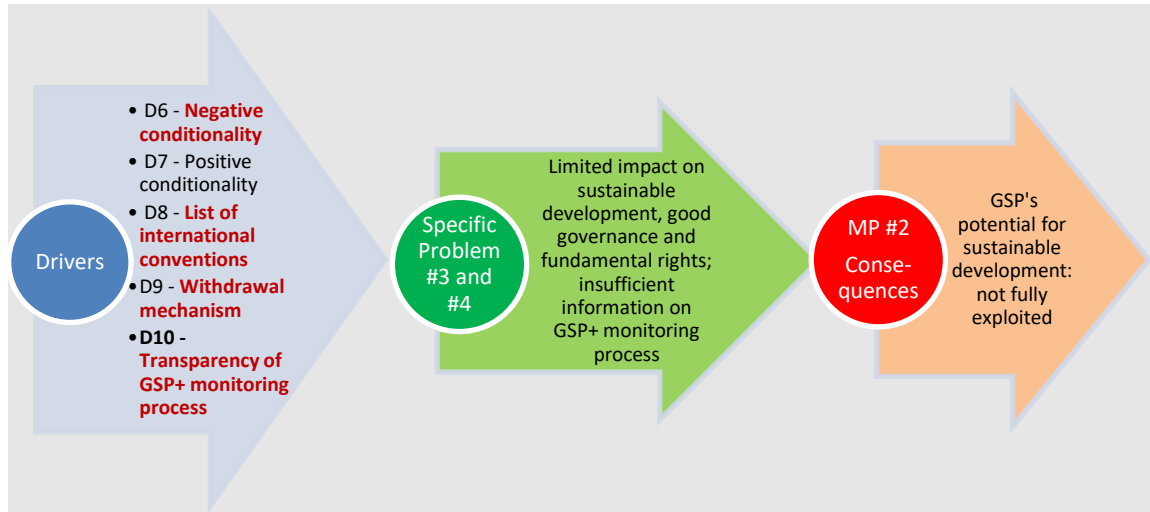 Drivers
• D6 - Negative
conditionality
• D7 - Positive
conditionality
• D8 - List of
international
conventions
•D9 - Withdrawal
mechanism
•D10 -
Transparency of
GSP+ monitoring
process
Specific
Problem
#3 and
#4
Limited impact on
sustainable
development, good
governance and
fundamental rights;
insufficient
information on
GSP+ monitoring
process
MP #2
Conse-
quences
GSP's
potential for
sustainable
development:
not fully
exploited